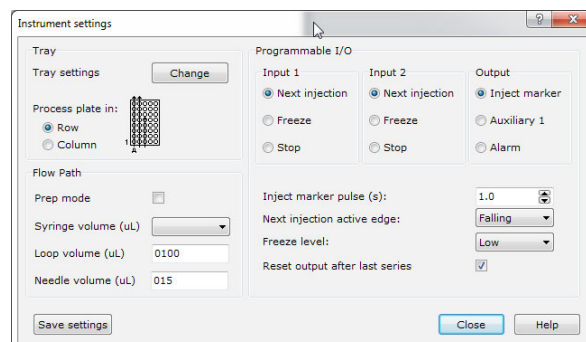 Instrument settings
Tray
Tray settings
Change
Process plate in:
Row
Column
1
A
Flow Path
Prep mode
Syringe volume (uL)
Loop volume (uL)
0100
Needle volume (uL)
015
Programmable I/O
Input 1
Next injection
Freeze
Stop
Input 2
Next injection
Freeze
Stop
Output
Inject marker
Auxiliary 1
Alarm
Inject marker pulse (s):
1.0
Next injection active edge:
Falling
Freeze level:
Low
Reset output after last series
Save settings
Close
Help